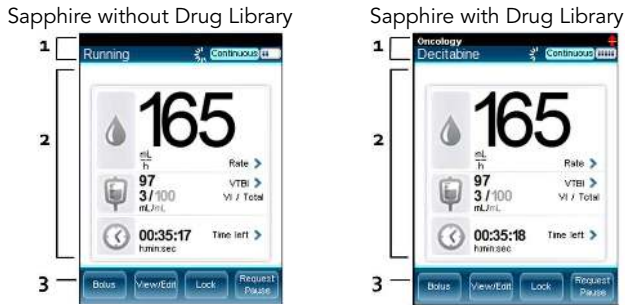 Sapphire without Drug Library
1
Running
Continuous
2
165
mL
h
Rate
97
VTBI
3/100
VI / Total
mL/mL
00:35:17
Time left
h:min:sec
3
Bolus
View/Edit
Lock
Request
Pause
Sapphire with Drug Library
1
Oncology
Decitabine
Continuous
2
165
mL
h
Rate
97
VTBI
3/100
VI / Total
mL/mL
00:35:18
Time left
h:min:sec
3
Bolus
View/Edit
Lock
Request
Pause